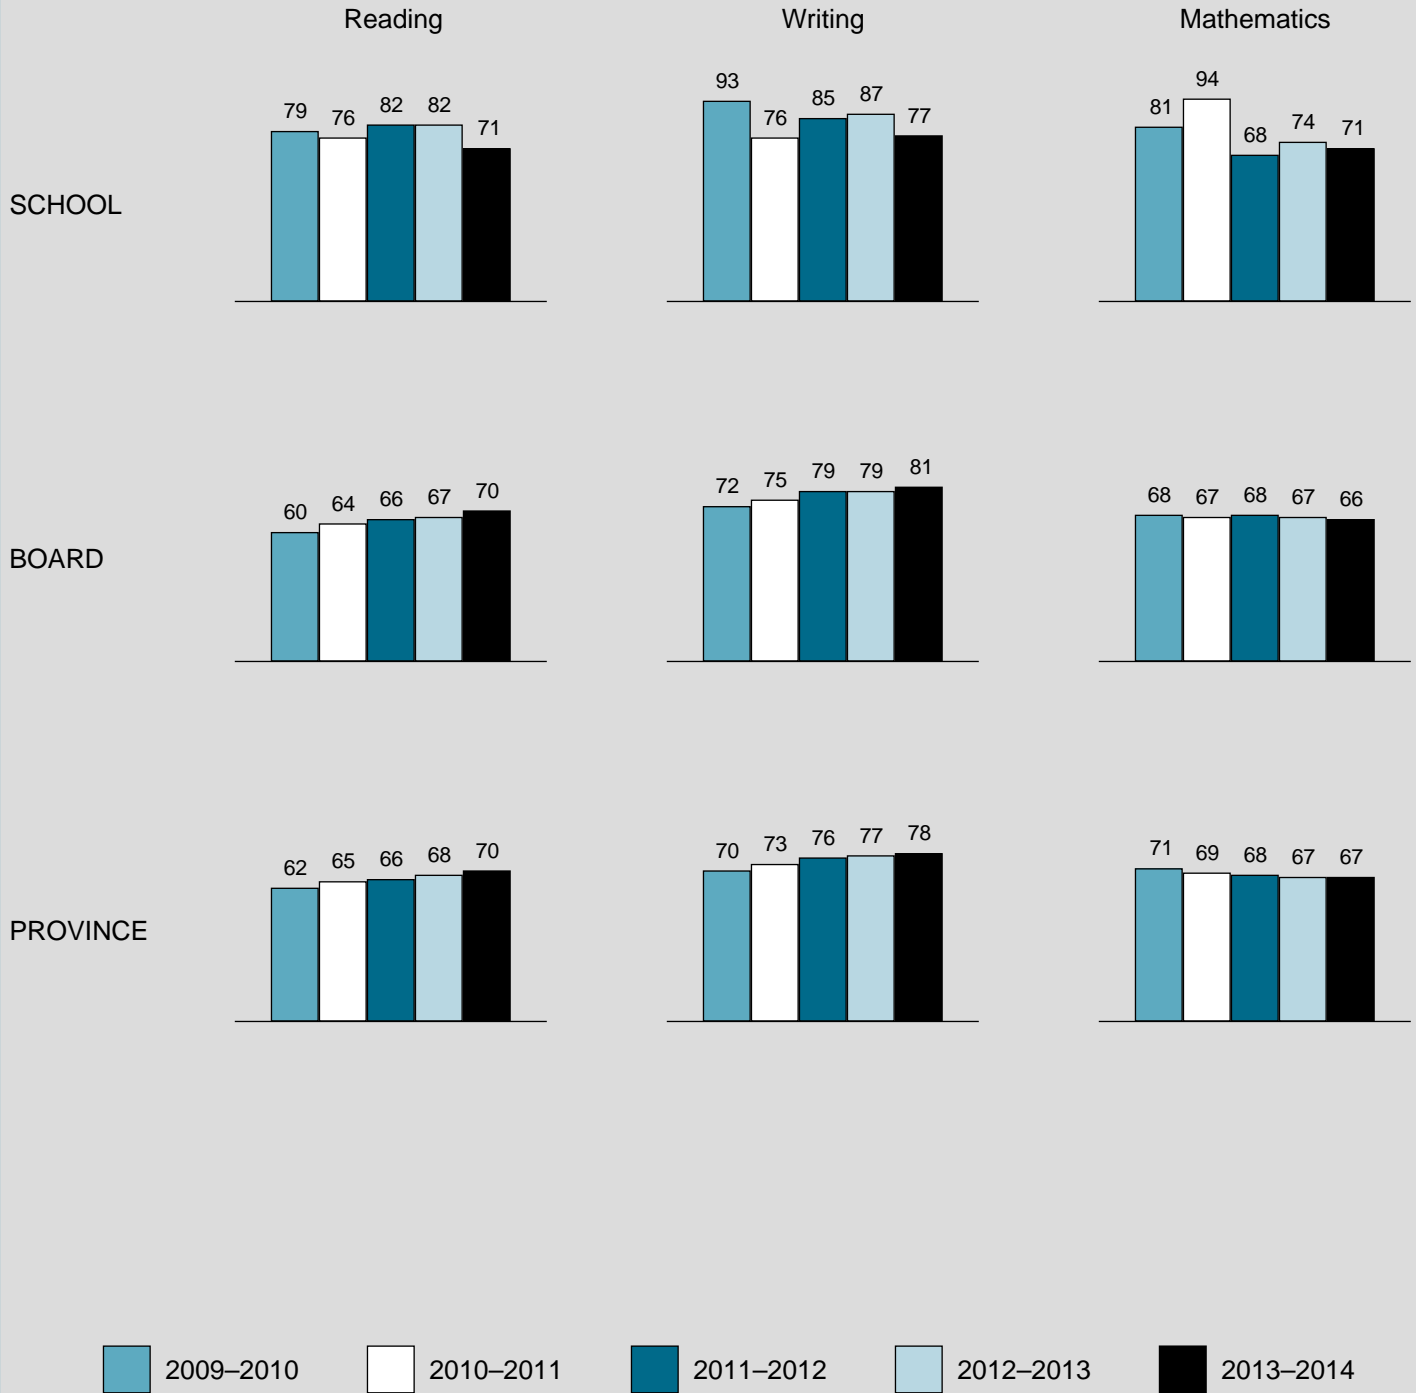 Reading Writing Mathematics
SCHOOL
79 76 82 82 71
93 76 85 87 77
81 94 68 74 71
BOARD
60 64 66 67 70
72 75 79 79 81
68 67 68 67 66
PROVINCE
62 65 66 68 70
70 73 76 77 78
71 69 68 67 67
2009–2010 2010–2011 2011–2012 2012–2013 2013–2014